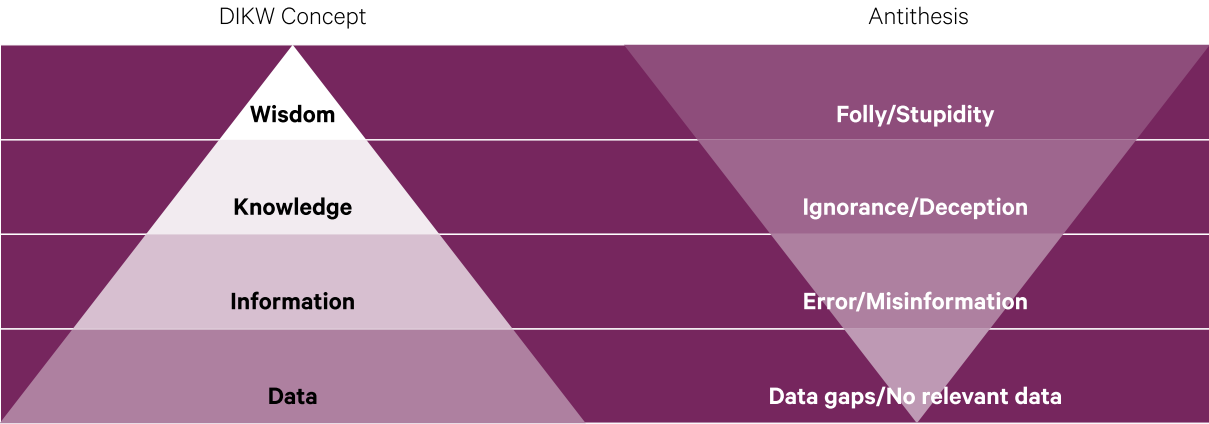 DIKW Concept
Antithesis
Wisdom
Folly/Stupidity
Knowledge
Ignorance/Deception
Information
Error/Misinformation
Data
Data gaps/No relevant data